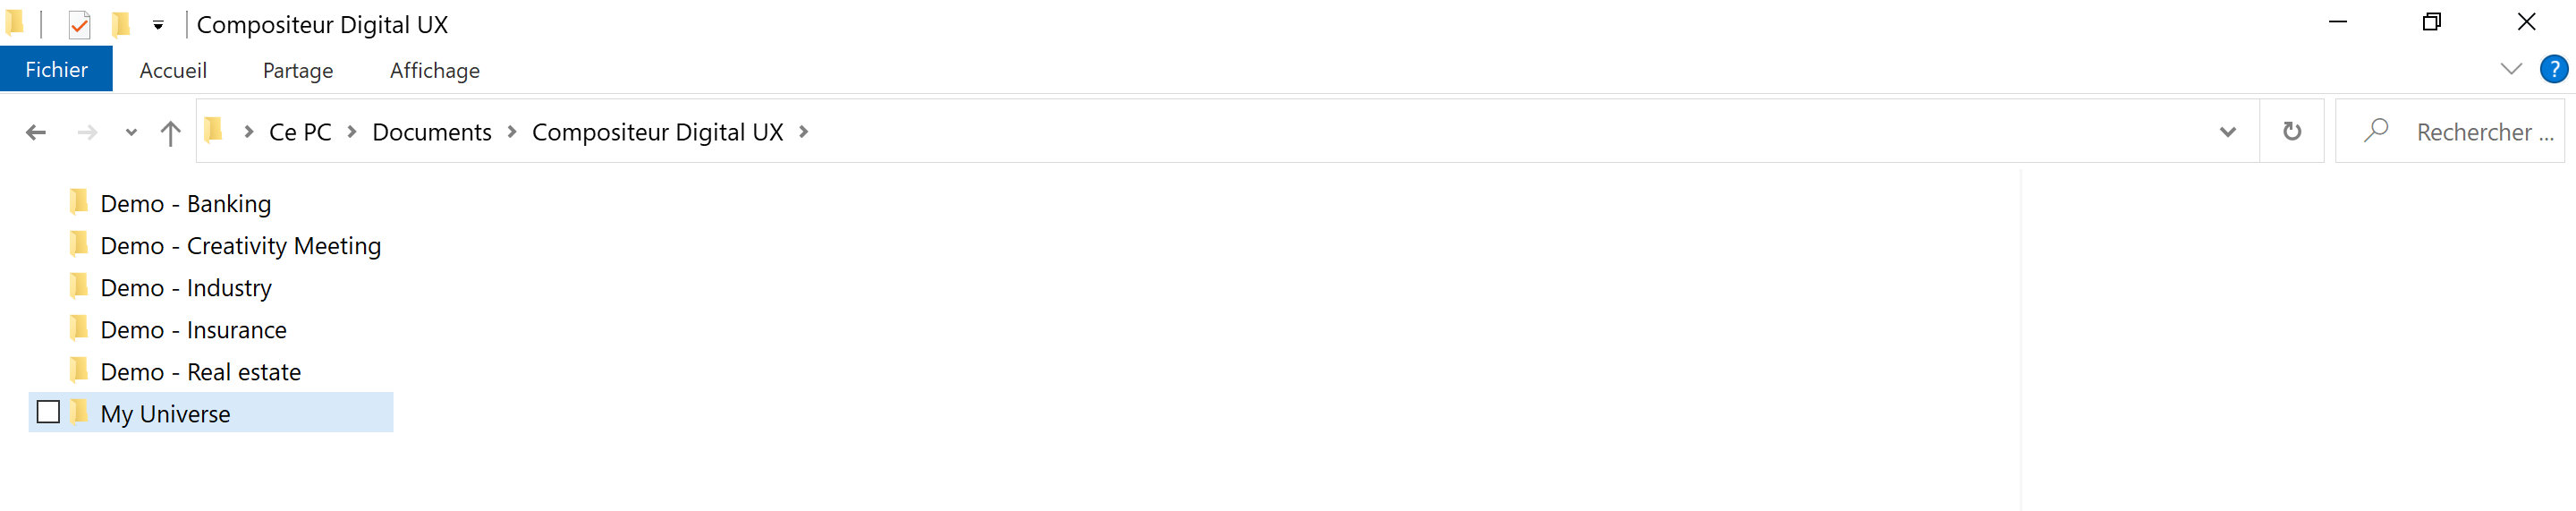 Compositeur Digital UX
Fichier Accueil Partage Affichage ?
Ce PC Documents Compositeur Digital UX Rechercher ...
Demo - Banking
Demo - Creativity Meeting
Demo - Industry
Demo - Insurance
Demo - Real estate
My Universe